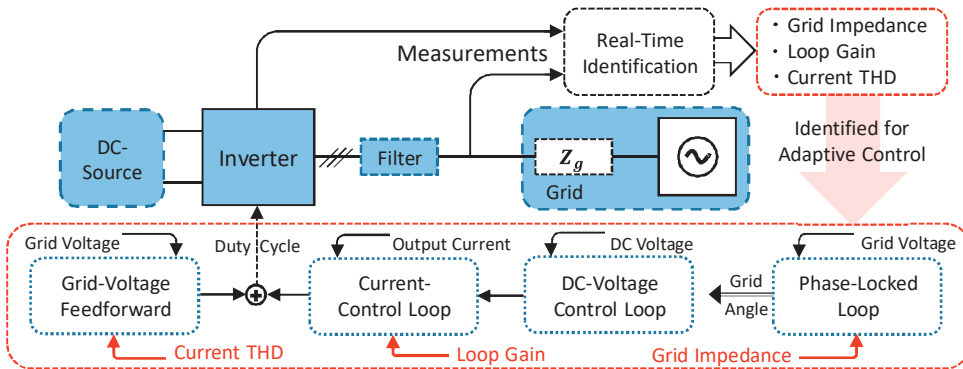 Measurements
Real-Time
Identification
· Grid Impedance
· Loop Gain
· Current THD
DC-
Source
Inverter
Filter
Z_g
Grid
Identified for
Adaptive Control
Grid Voltage
Duty Cycle
Output Current
DC Voltage
Grid Voltage
Grid-Voltage
Feedforward
Current-
Control Loop
DC-Voltage
Control Loop
Grid
Angle
Phase-Locked
Loop
Current THD
Loop Gain
Grid Impedance